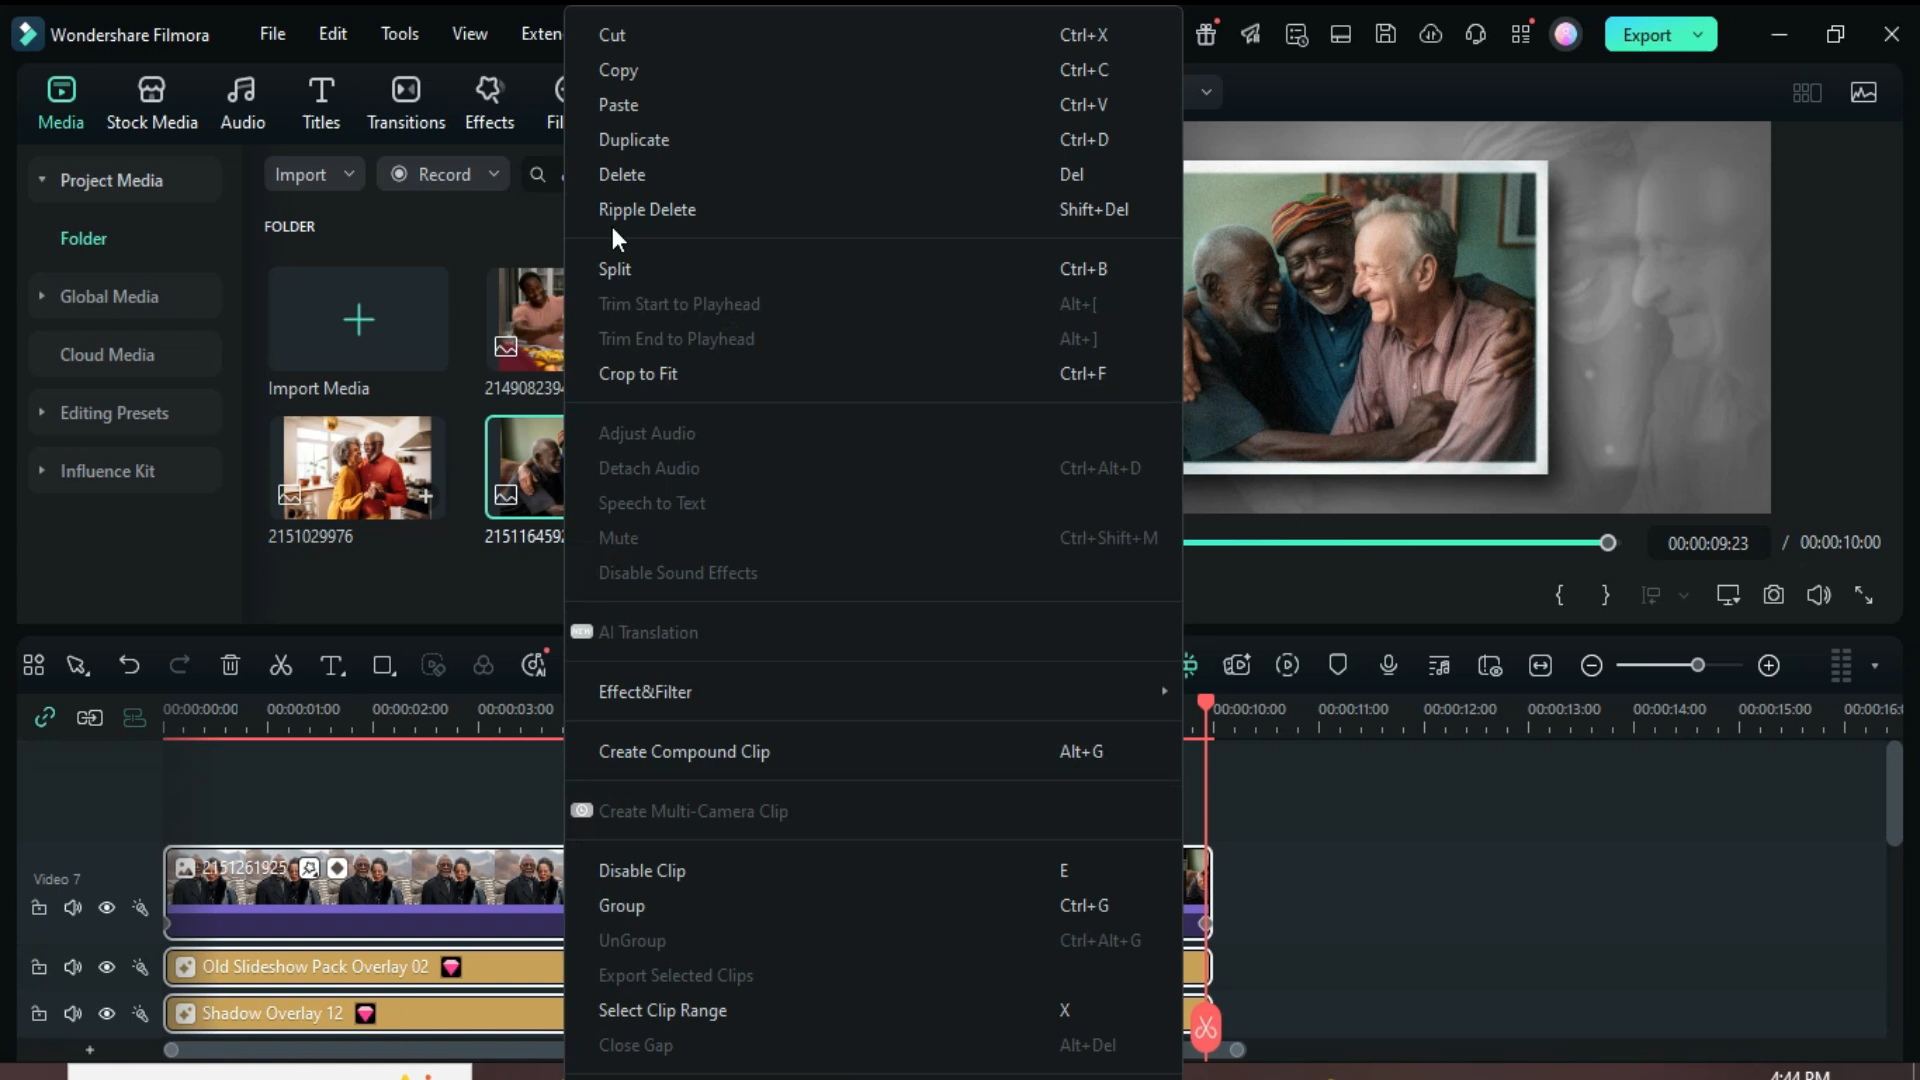 Wondershare Filmora
File
Edit
Tools
View
Export
Media
Stock Media
Audio
Titles
Transitions
Effects
Project Media
Folder
Global Media
Cloud Media
Editing Presets
Influence Kit
Import
Record
FOLDER
Import Media
2151029976
Cut Ctrl+X
Copy Ctrl+C
Paste Ctrl+V
Duplicate Ctrl+D
Delete Del
Ripple Delete Shift+Del
Split Ctrl+B
Trim Start to Playhead Alt+[
Trim End to Playhead Alt+]
Crop to Fit Ctrl+F
Adjust Audio
Detach Audio Ctrl+Alt+D
Speech to Text
Mute Ctrl+Shift+M
Disable Sound Effects
NEW AI Translation
Effect&Filter
Create Compound Clip Alt+G
Create Multi-Camera Clip
Disable Clip E
Group Ctrl+G
UnGroup Ctrl+Alt+G
Export Selected Clips
Select Clip Range X
Close Gap Alt+Del
00:00:09:23 / 00:00:10:00
00:00:00:00 00:00:01:00 00:00:02:00 00:00:03:00
00:00:10:00 00:00:11:00 00:00:12:00 00:00:13:00 00:00:14:00 00:00:15:00
Video 7
2151261925
Old Slideshow Pack Overlay 02
Shadow Overlay 12
4:44 PM